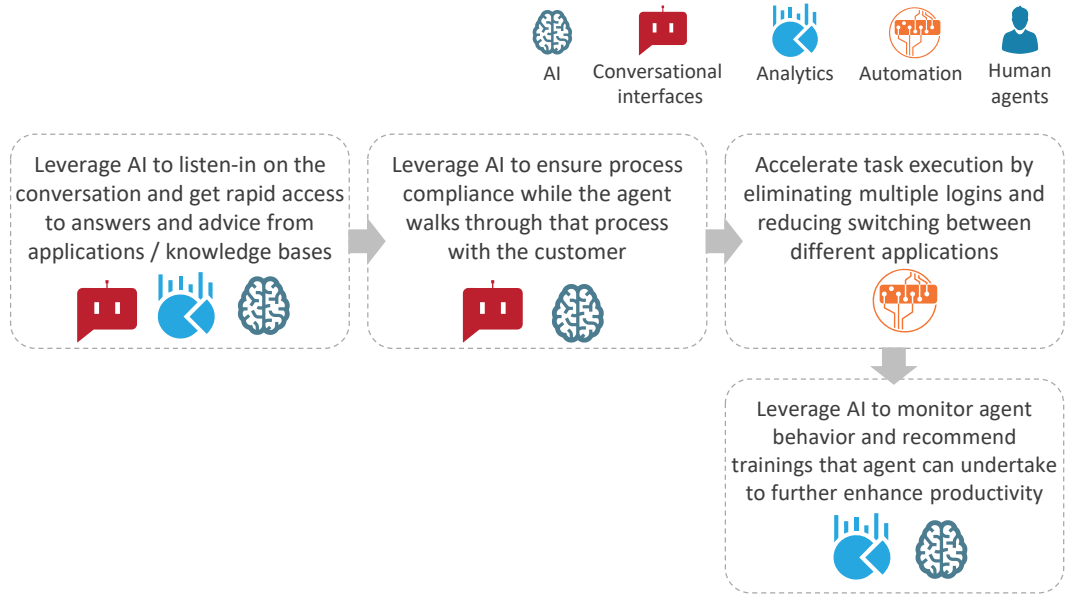 AI
Conversational
interfaces
Analytics
Automation
Human
agents
Leverage AI to listen-in on the
conversation and get rapid access
to answers and advice from
applications / knowledge bases
Leverage AI to ensure process
compliance while the agent
walks through that process
with the customer
Accelerate task execution by
eliminating multiple logins and
reducing switching between
different applications
Leverage AI to monitor agent
behavior and recommend
trainings that agent can undertake
to further enhance productivity